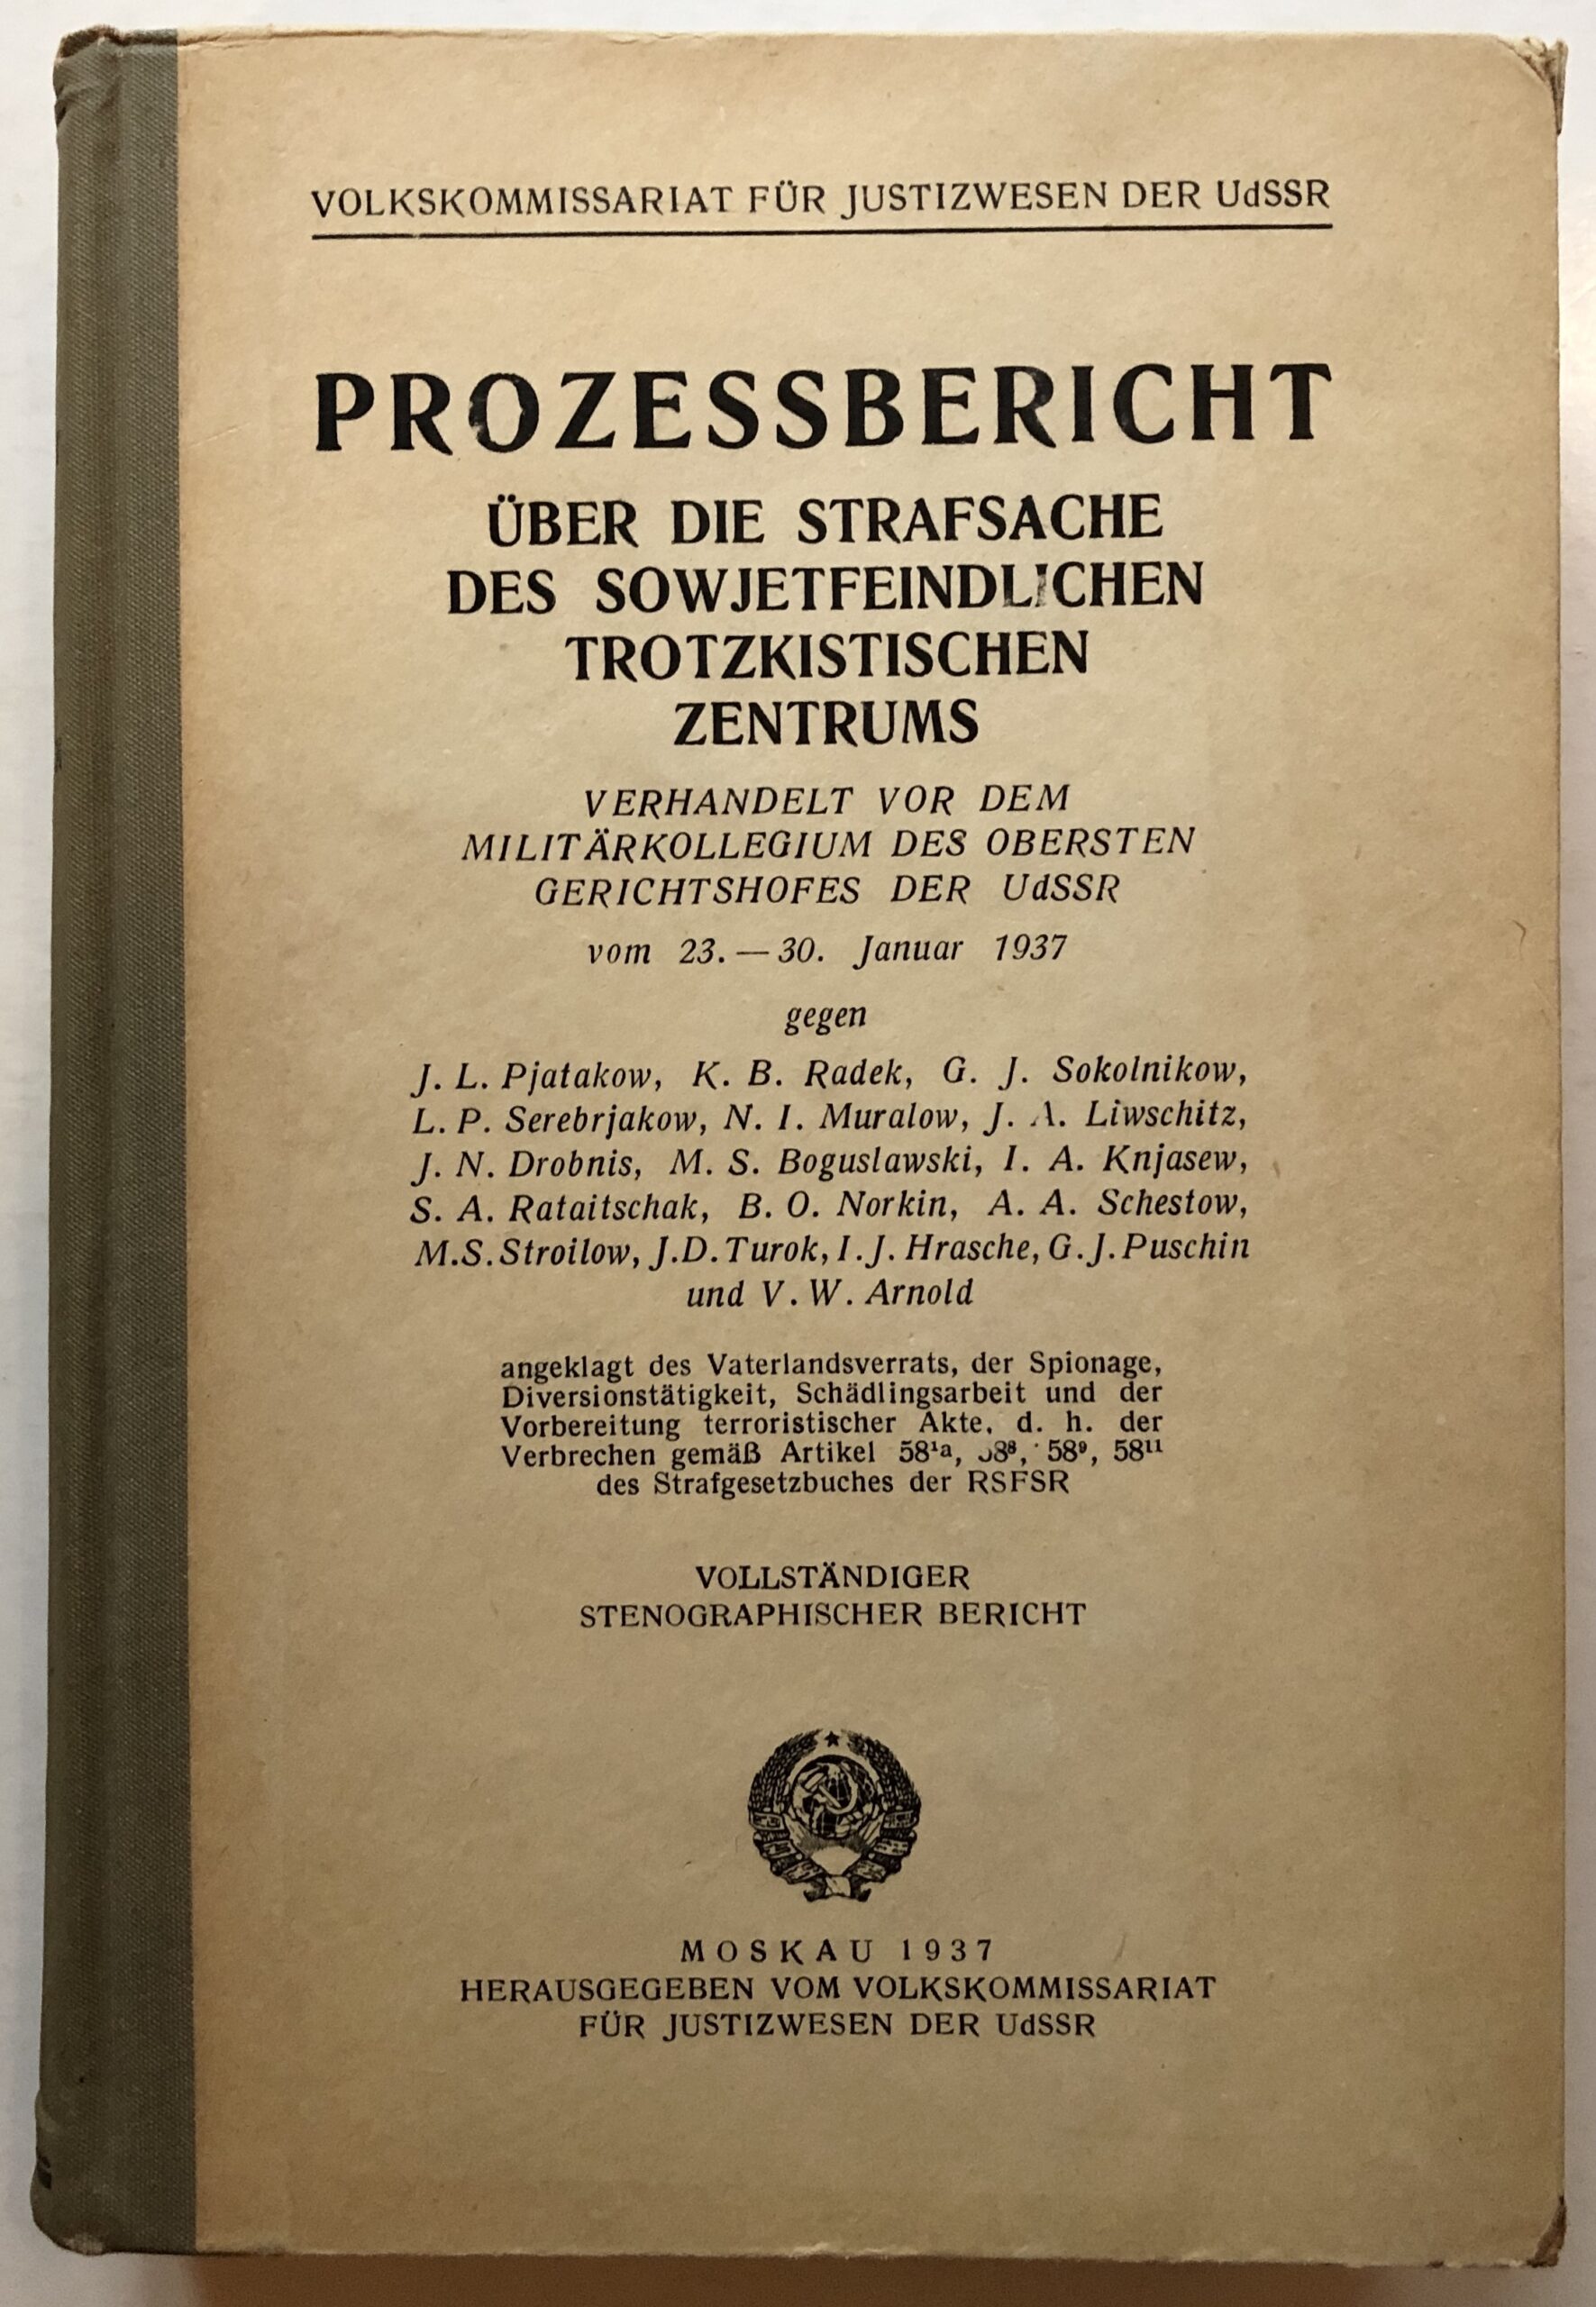 VOLKSKOMMISSARIAT FÜR JUSTIZWESEN DER UdSSR
PROZESSBERICHT
ÜBER DIE STRAFSACHE
DES SOWJETFEINDLICHEN
TROTZKISTISCHEN
ZENTRUMS
VERHANDELT VOR DEM
MILITÄRKOLLEGIUM DES OBERSTEN
GERICHTSHOFES DER UdSSR
vom 23. — 30. Januar 1937
gegen
J. L. Pjatakow, K. B. Radek, G. J. Sokolnikow,
L. P. Serebrjakow, N. I. Muralow, J. A. Liwschitz,
J. N. Drobnis, M. S. Boguslawski, I. A. Knjasew,
S. A. Rataitschak, B. O. Norkin, A. A. Schestow,
M. S. Stroilow, J. D. Turok, I. J. Hrasche, G. J. Puschin
und V. W. Arnold
angeklagt des Vaterlandsverrats, der Spionage,
Diversionstätigkeit, Schädlingsarbeit und der
Vorbereitung terroristischer Akte, d. h. der
Verbrechen gemäß Artikel 58¹ᵃ, 58⁸, 58⁹, 58¹¹
des Strafgesetzbuches der RSFSR
VOLLSTÄNDIGER
STENOGRAPHISCHER BERICHT
MOSKAU 1937
HERAUSGEGEBEN VOM VOLKSKOMMISSARIAT
FÜR JUSTIZWESEN DER UdSSR